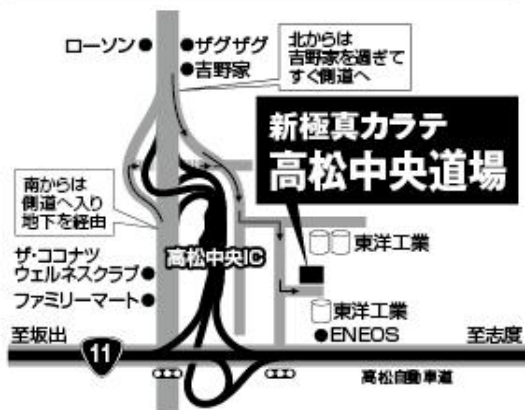 ローソン
ザグザグ
吉野家
北からは
吉野家を過ぎて
すぐ側道へ
新極真カラテ
高松中央道場
南からは
側道へ入り
地下を経由
高松中央IC
東洋工業
ザ・ココナツ
ウェルネスクラブ
ファミリーマート
東洋工業
ENEOS
至坂出
至志度
11
高松自動車道